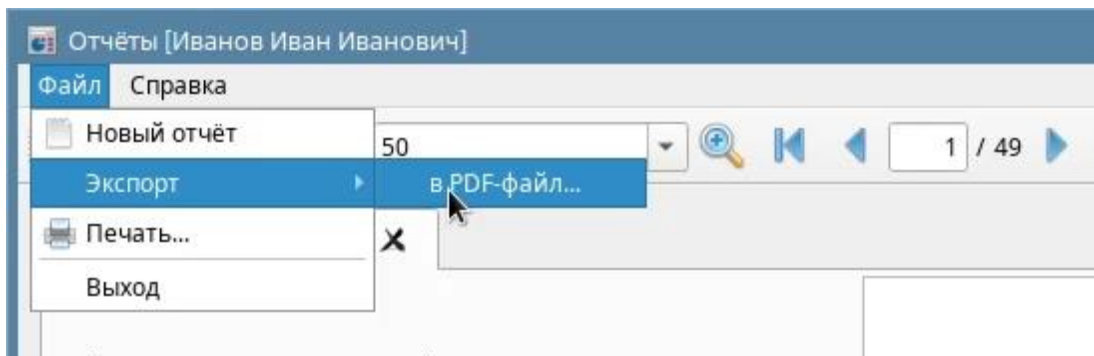 Отчёты [Иванов Иван Иванович]
Файл Справка
Новый отчёт
50
1 / 49
Экспорт
в PDF-файл...
Печать...
Выход